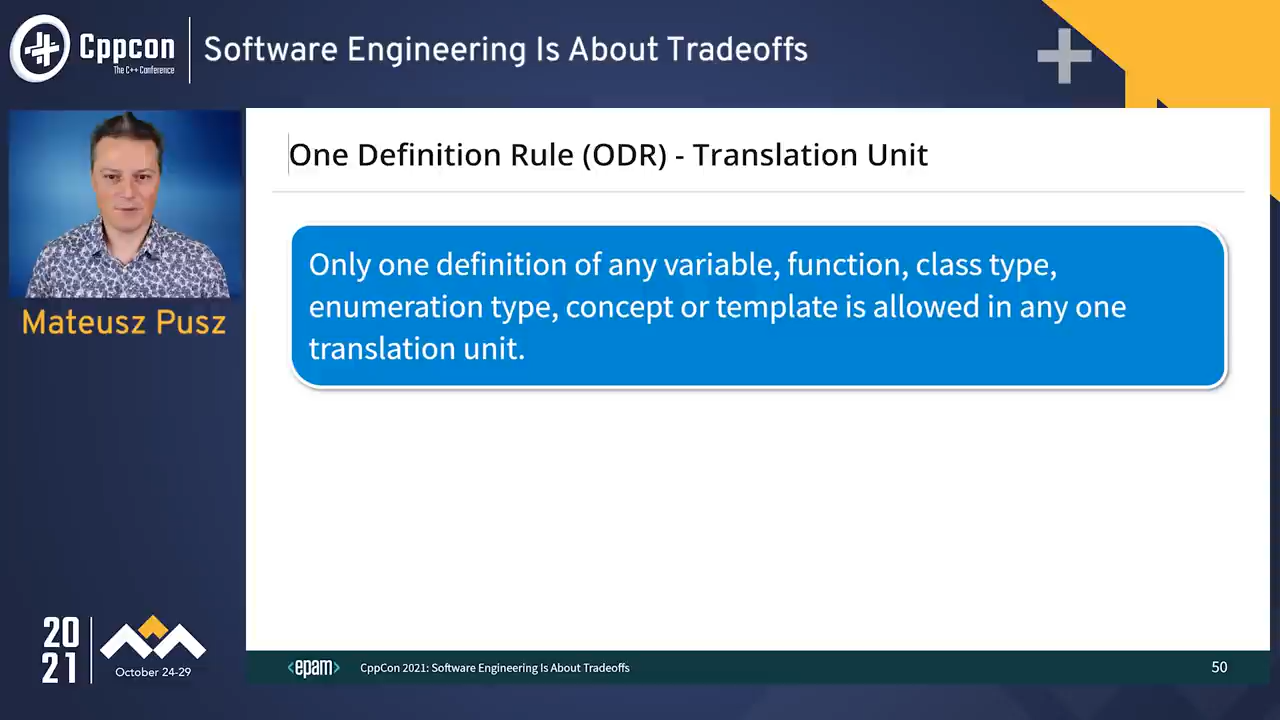 Cppcon
The C++ Conference
Software Engineering Is About Tradeoffs
Mateusz Pusz
One Definition Rule (ODR) - Translation Unit
Only one definition of any variable, function, class type,
enumeration type, concept or template is allowed in any one
translation unit.
20
21
October 24-29
<epam>
CppCon 2021: Software Engineering Is About Tradeoffs
50